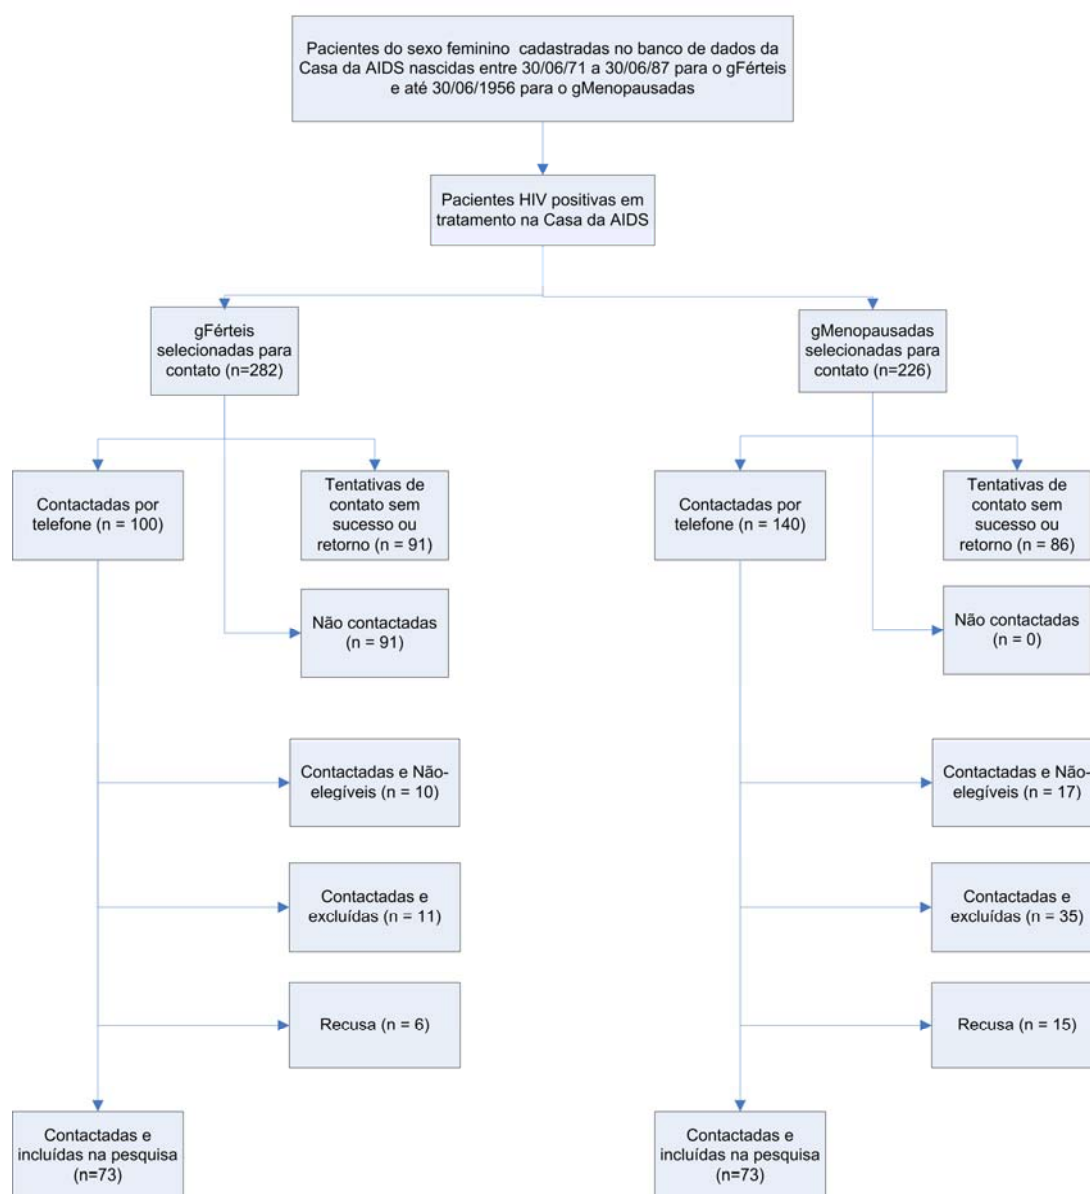 Pacientes do sexo feminino cadastradas no banco de dados da
Casa da AIDS nascidas entre 30/06/71 a 30/06/87 para o gFérteis
e até 30/06/1956 para o gMenopausadas
Pacientes HIV positivas em
tratamento na Casa da AIDS
gFérteis
selecionadas para
contato (n=282)
gMenopausadas
selecionadas para
contato (n=226)
Contactadas por
telefone (n = 100)
Tentativas de
contato sem
sucesso ou
retorno (n = 91)
Contactadas por
telefone (n = 140)
Tentativas de
contato sem
sucesso ou
retorno (n = 86)
Não contactadas
(n = 91)
Não contactadas
(n = 0)
Contactadas e Não-
elegíveis (n = 10)
Contactadas e Não-
elegíveis (n = 17)
Contactadas e
excluídas (n = 11)
Contactadas e
excluídas (n = 35)
Recusa (n = 6)
Recusa (n = 15)
Contactadas e
incluídas na pesquisa
(n=73)
Contactadas e
incluídas na pesquisa
(n=73)